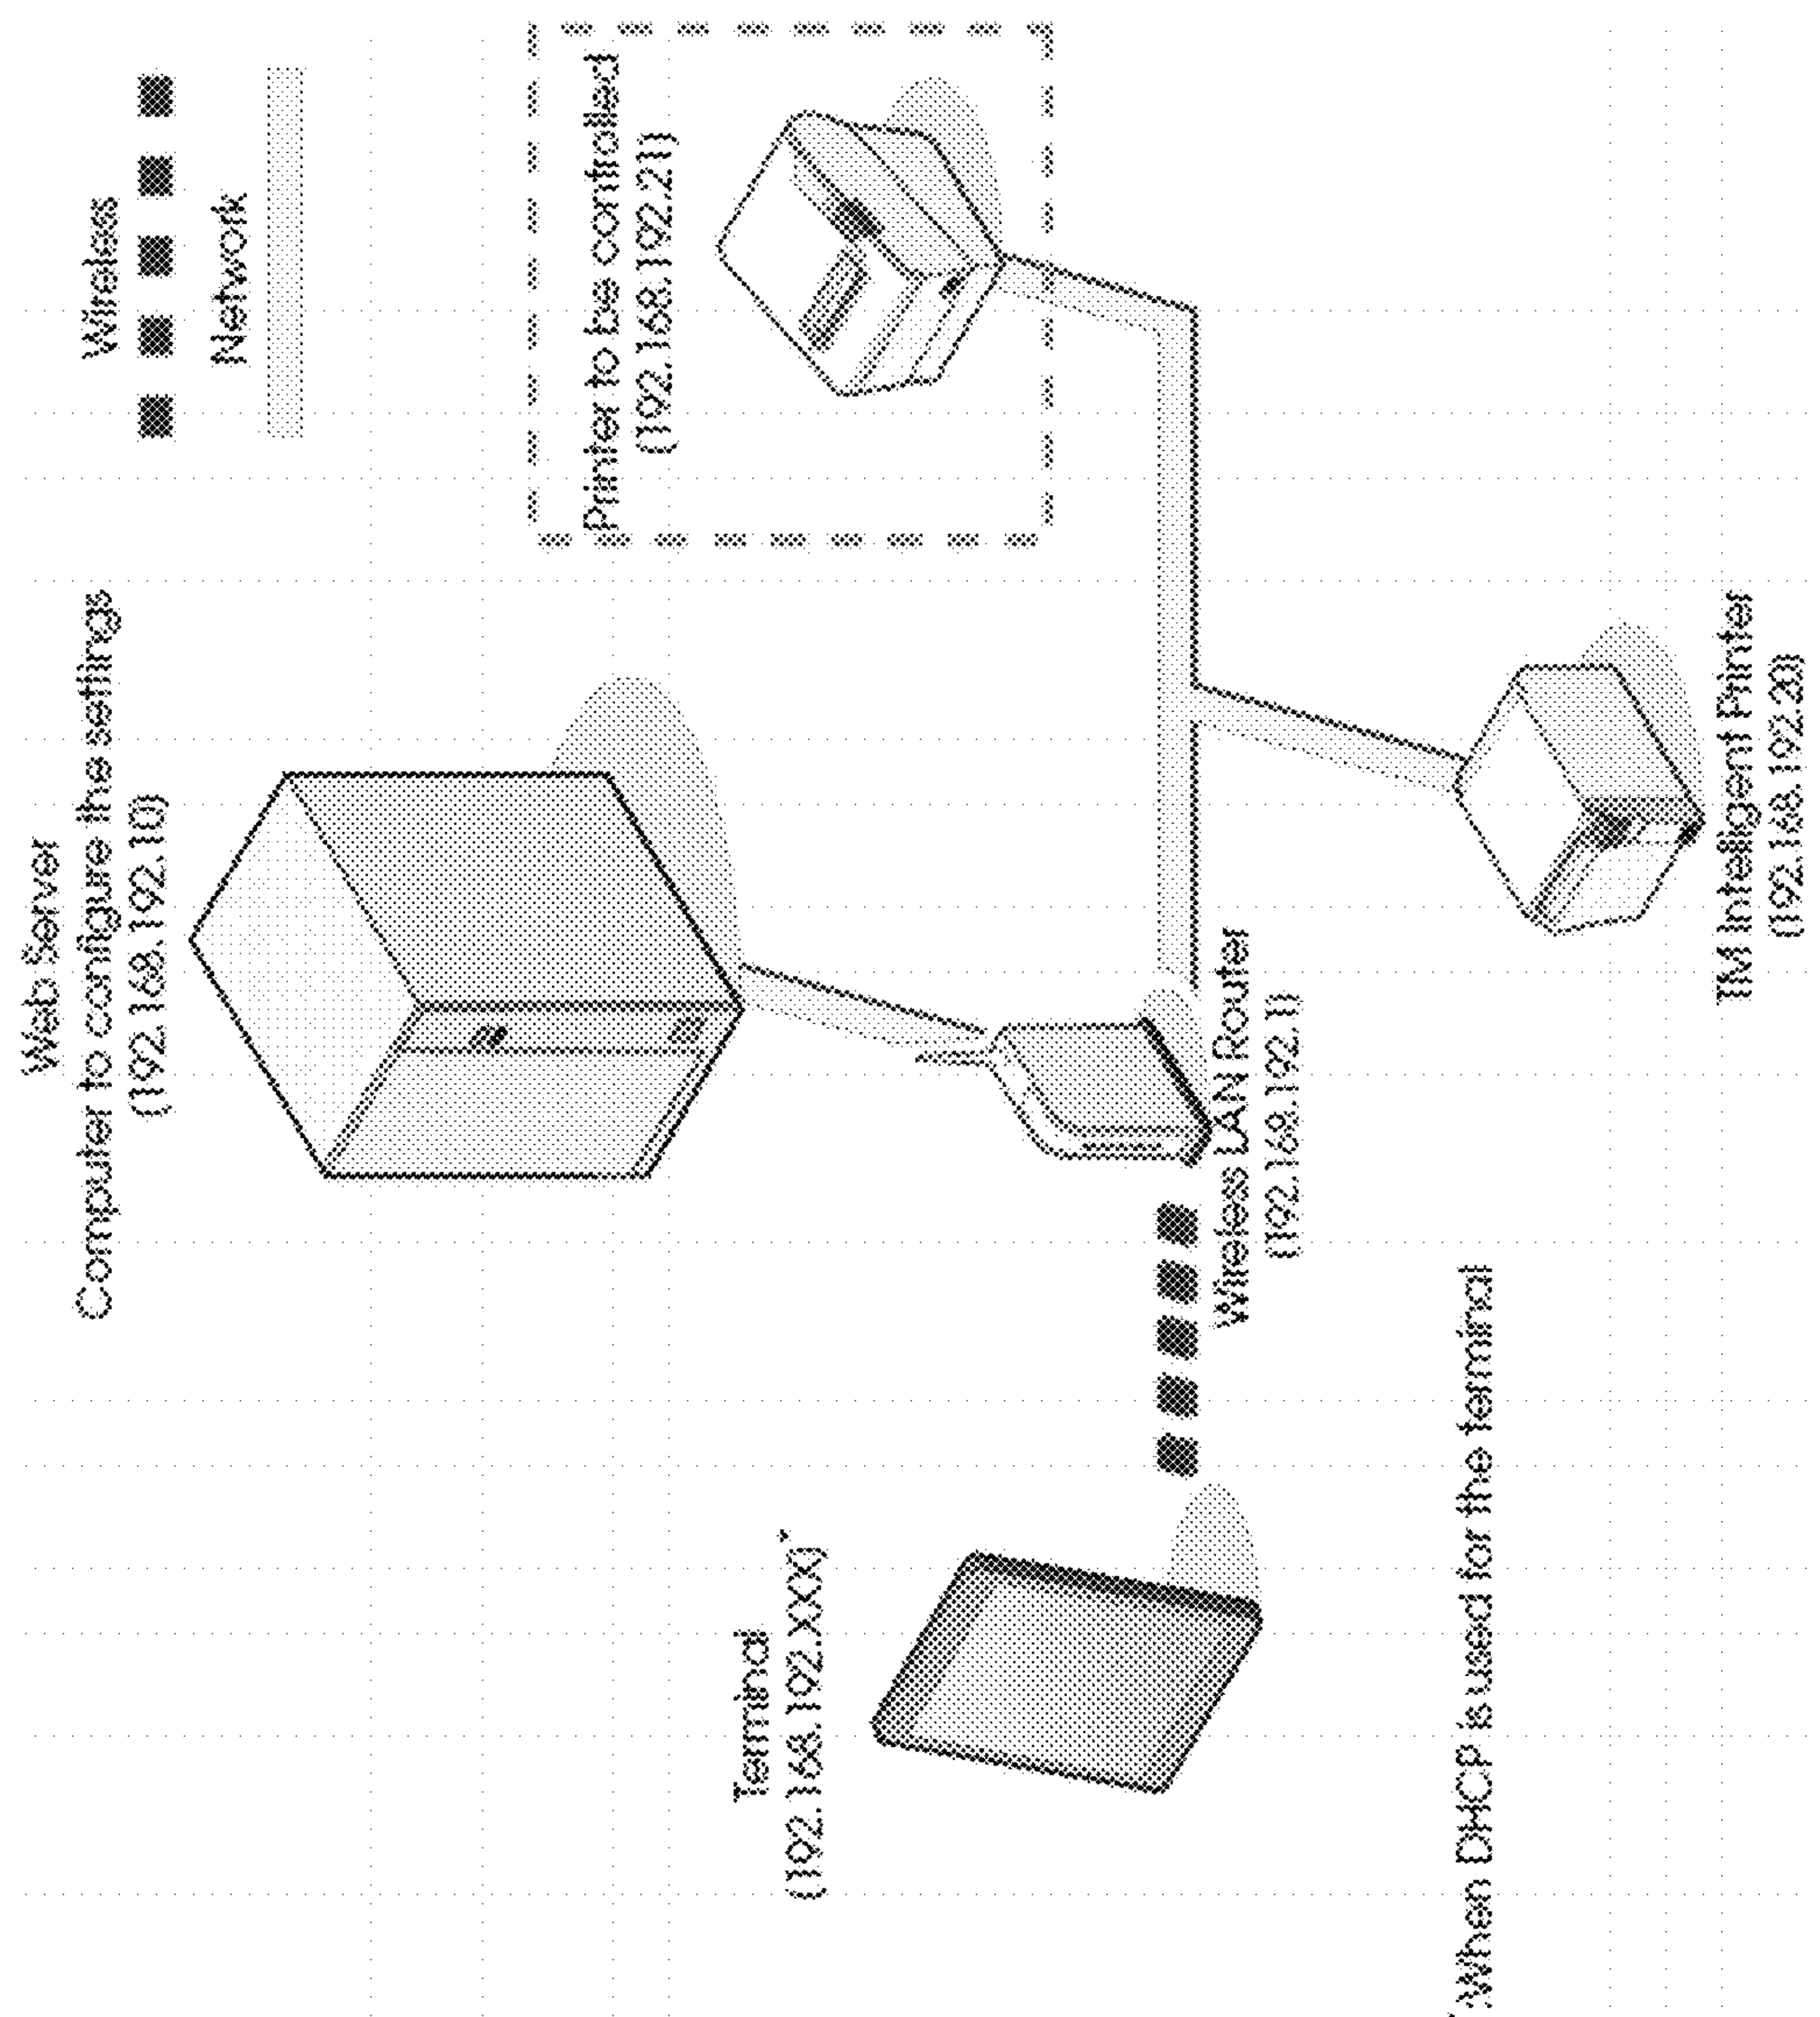 Web Server
Computer to configure the settings
(192.168.192.10)
Wireless
Network
Printer to be controlled
(192.168.192.21)
Terminal
(192.168.192.XXX)*
Wireless LAN Router
(192.168.192.1)
*When DHCP is used for the terminal
TM Intelligent Printer
(192.168.192.20)